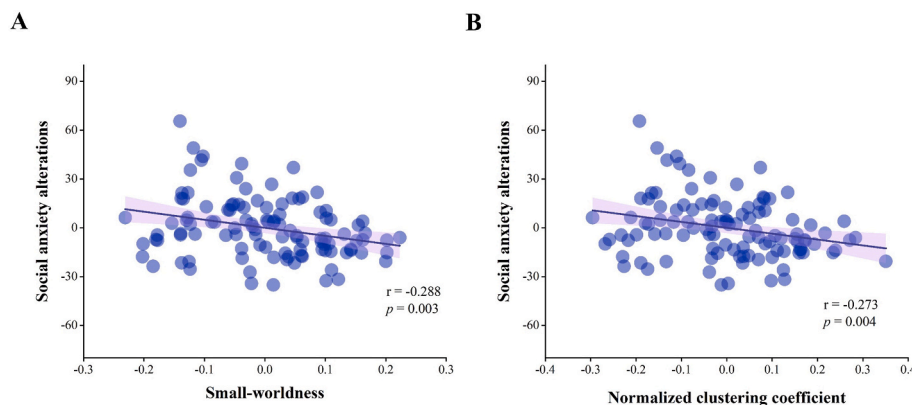 A
B
Social anxiety alterations
90
60
30
0
-30
-60
r = -0.288
p = 0.003
-0.3
-0.2
-0.1
0.0
0.1
0.2
0.3
Small-worldness
Social anxiety alterations
90
60
30
0
-30
-60
r = -0.273
p = 0.004
-0.4
-0.3
-0.2
-0.1
0.0
0.1
0.2
0.3
0.4
Normalized clustering coefficient